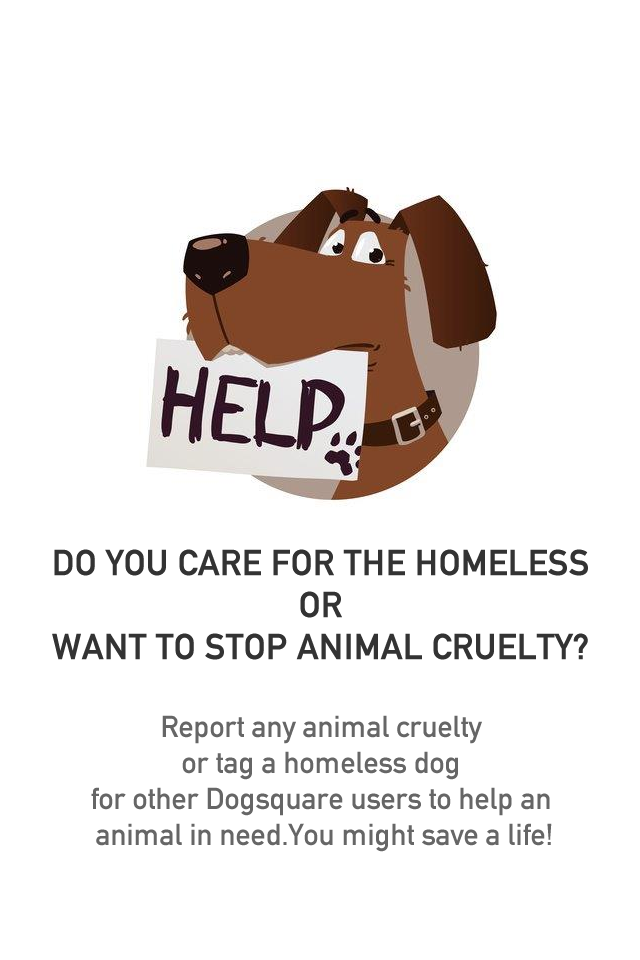 HELP
DO YOU CARE FOR THE HOMELESS
OR
WANT TO STOP ANIMAL CRUELTY?
Report any animal cruelty
or tag a homeless dog
for other Dogsquare users to help an
animal in need.You might save a life!